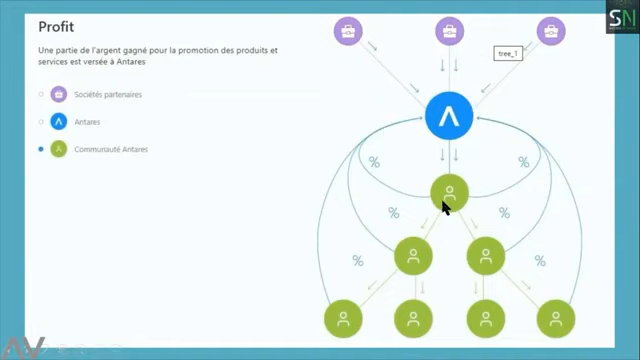 Profit
Une partie de l'argent gagné pour la promotion des produits et
services est versée à Antares
Sociétés partenaires
Antares
Communauté Antares
tree_1
%
%
%
%
%
%
SN
AV